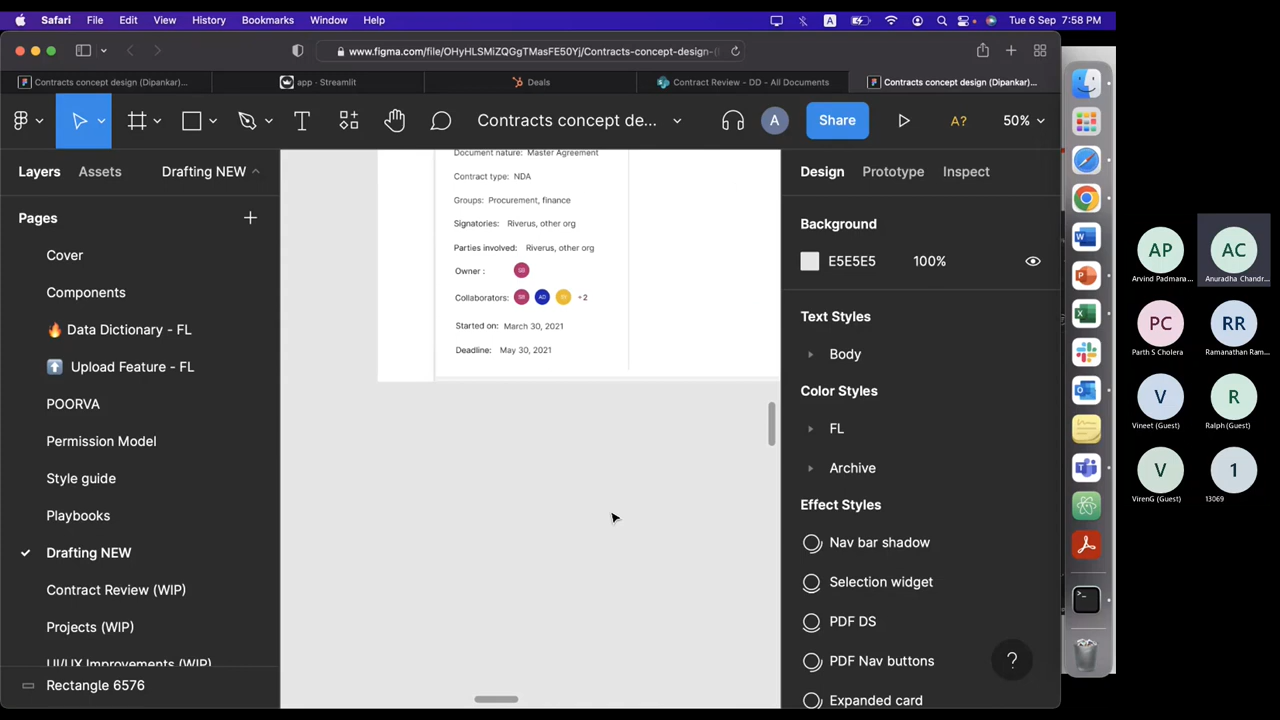 Safari File Edit View History Bookmarks Window Help
A
Tue 6 Sep 7:58 PM
www.figma.com/file/OHyHLSMiZQGgTMasFE50Yj/Contracts-concept-design-(
Contracts concept design (Dipankar)...
app · Streamlit
Deals
Contract Review - DD - All Documents
Contracts concept design (Dipankar)...
Contracts concept de...
A
Share
A?
50%
Layers
Assets
Drafting NEW
Pages
Cover
Components
🔥 Data Dictionary - FL
⬆️ Upload Feature - FL
POORVA
Permission Model
Style guide
Playbooks
Drafting NEW
Contract Review (WIP)
Projects (WIP)
UI/UX Improvements (WIP)
Rectangle 6576
Document nature: Master Agreement
Contract type: NDA
Groups: Procurement, finance
Signatories: Riverus, other org
Parties involved: Riverus, other org
Owner :
Collaborators: SB AD +2
Started on: March 30, 2021
Deadline: May 30, 2021
Design
Prototype
Inspect
Background
E5E5E5 100%
Text Styles
Body
Color Styles
FL
Archive
Effect Styles
Nav bar shadow
Selection widget
PDF DS
PDF Nav buttons
Expanded card
?
AP
Arvind Padmana...
AC
Anuradha Chandr...
PC
Parth S Cholera
RR
Ramanathan Ram...
V
Vineet (Guest)
R
Ralph (Guest)
V
VirenG (Guest)
1
13069